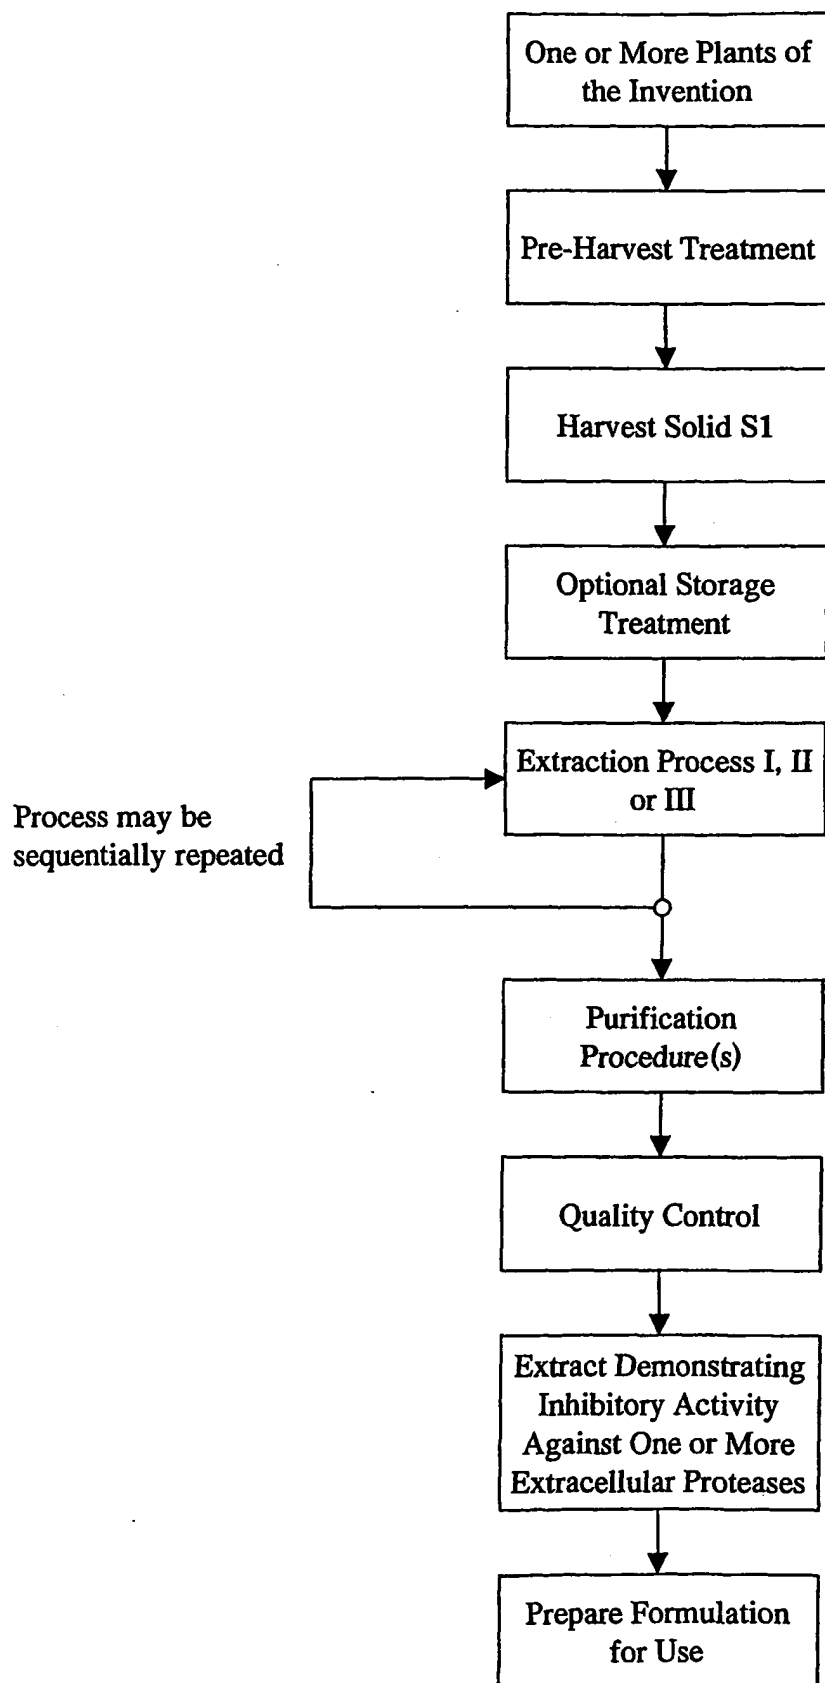 One or More Plants of
the Invention
Pre-Harvest Treatment
Harvest Solid S1
Optional Storage
Treatment
Extraction Process I, II
or III
Process may be
sequentially repeated
Purification
Procedure(s)
Quality Control
Extract Demonstrating
Inhibitory Activity
Against One or More
Extracellular Proteases
Prepare Formulation
for Use